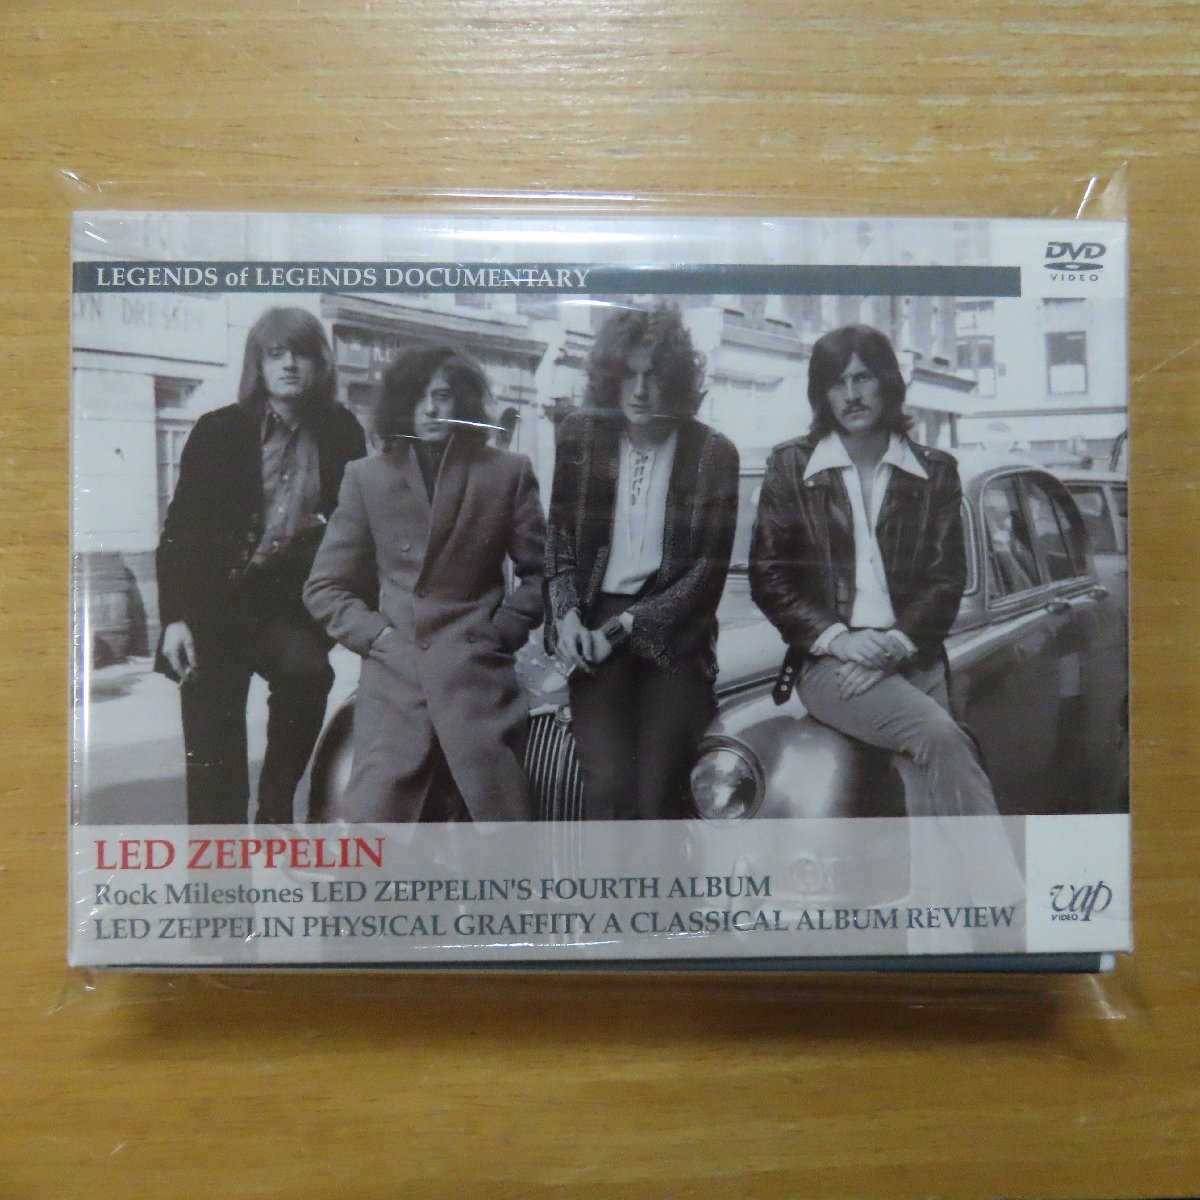 LEGENDS of LEGENDS DOCUMENTARY
DVD
VIDEO
LED ZEPPELIN
Rock Milestones LED ZEPPELIN'S FOURTH ALBUM
LED ZEPPELIN PHYSICAL GRAFFITY A CLASSICAL ALBUM REVIEW
vap
VIDEO